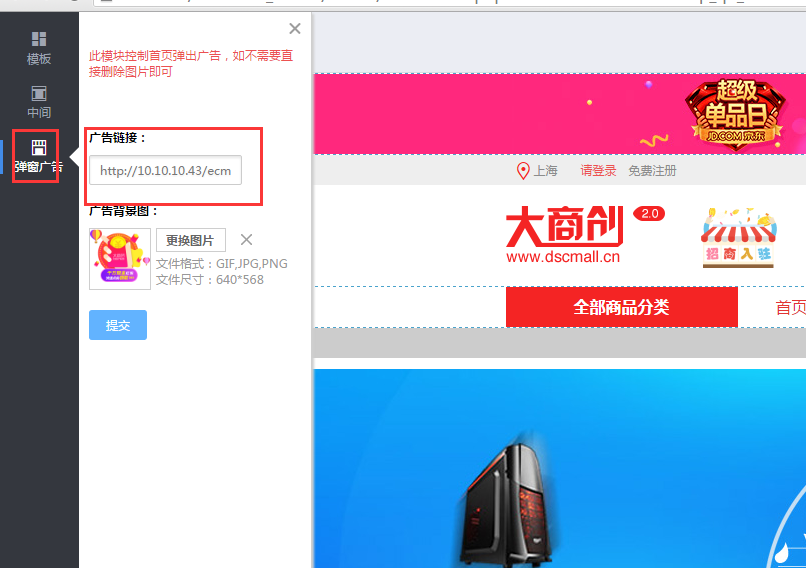 模板
中间
弹窗广告
此模块控制首页弹出广告，如不需要直
接删除图片即可
广告链接：
http://10.10.10.43/ecm
广告背景图：
更换图片
文件格式：GIF,JPG,PNG
文件尺寸：640*568
提交
超级
单品日
JD.COM 京东
上海
请登录
免费注册
大商创
2.0
www.dscmall.cn
招商入驻
全部商品分类
首页